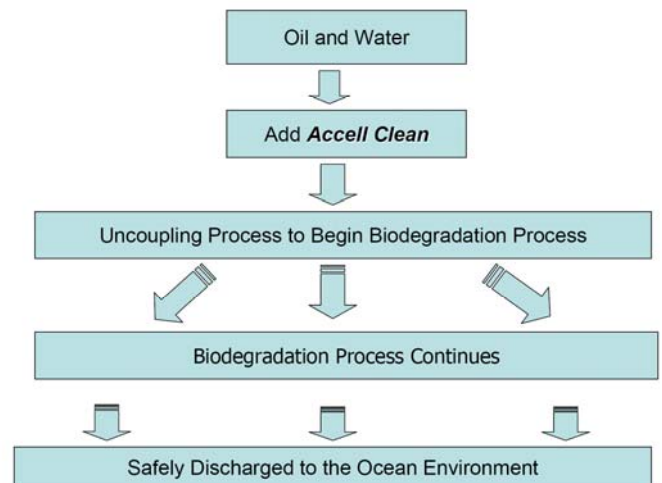 Oil and Water
Add Accell Clean
Uncoupling Process to Begin Biodegradation Process
Biodegradation Process Continues
Safely Discharged to the Ocean Environment